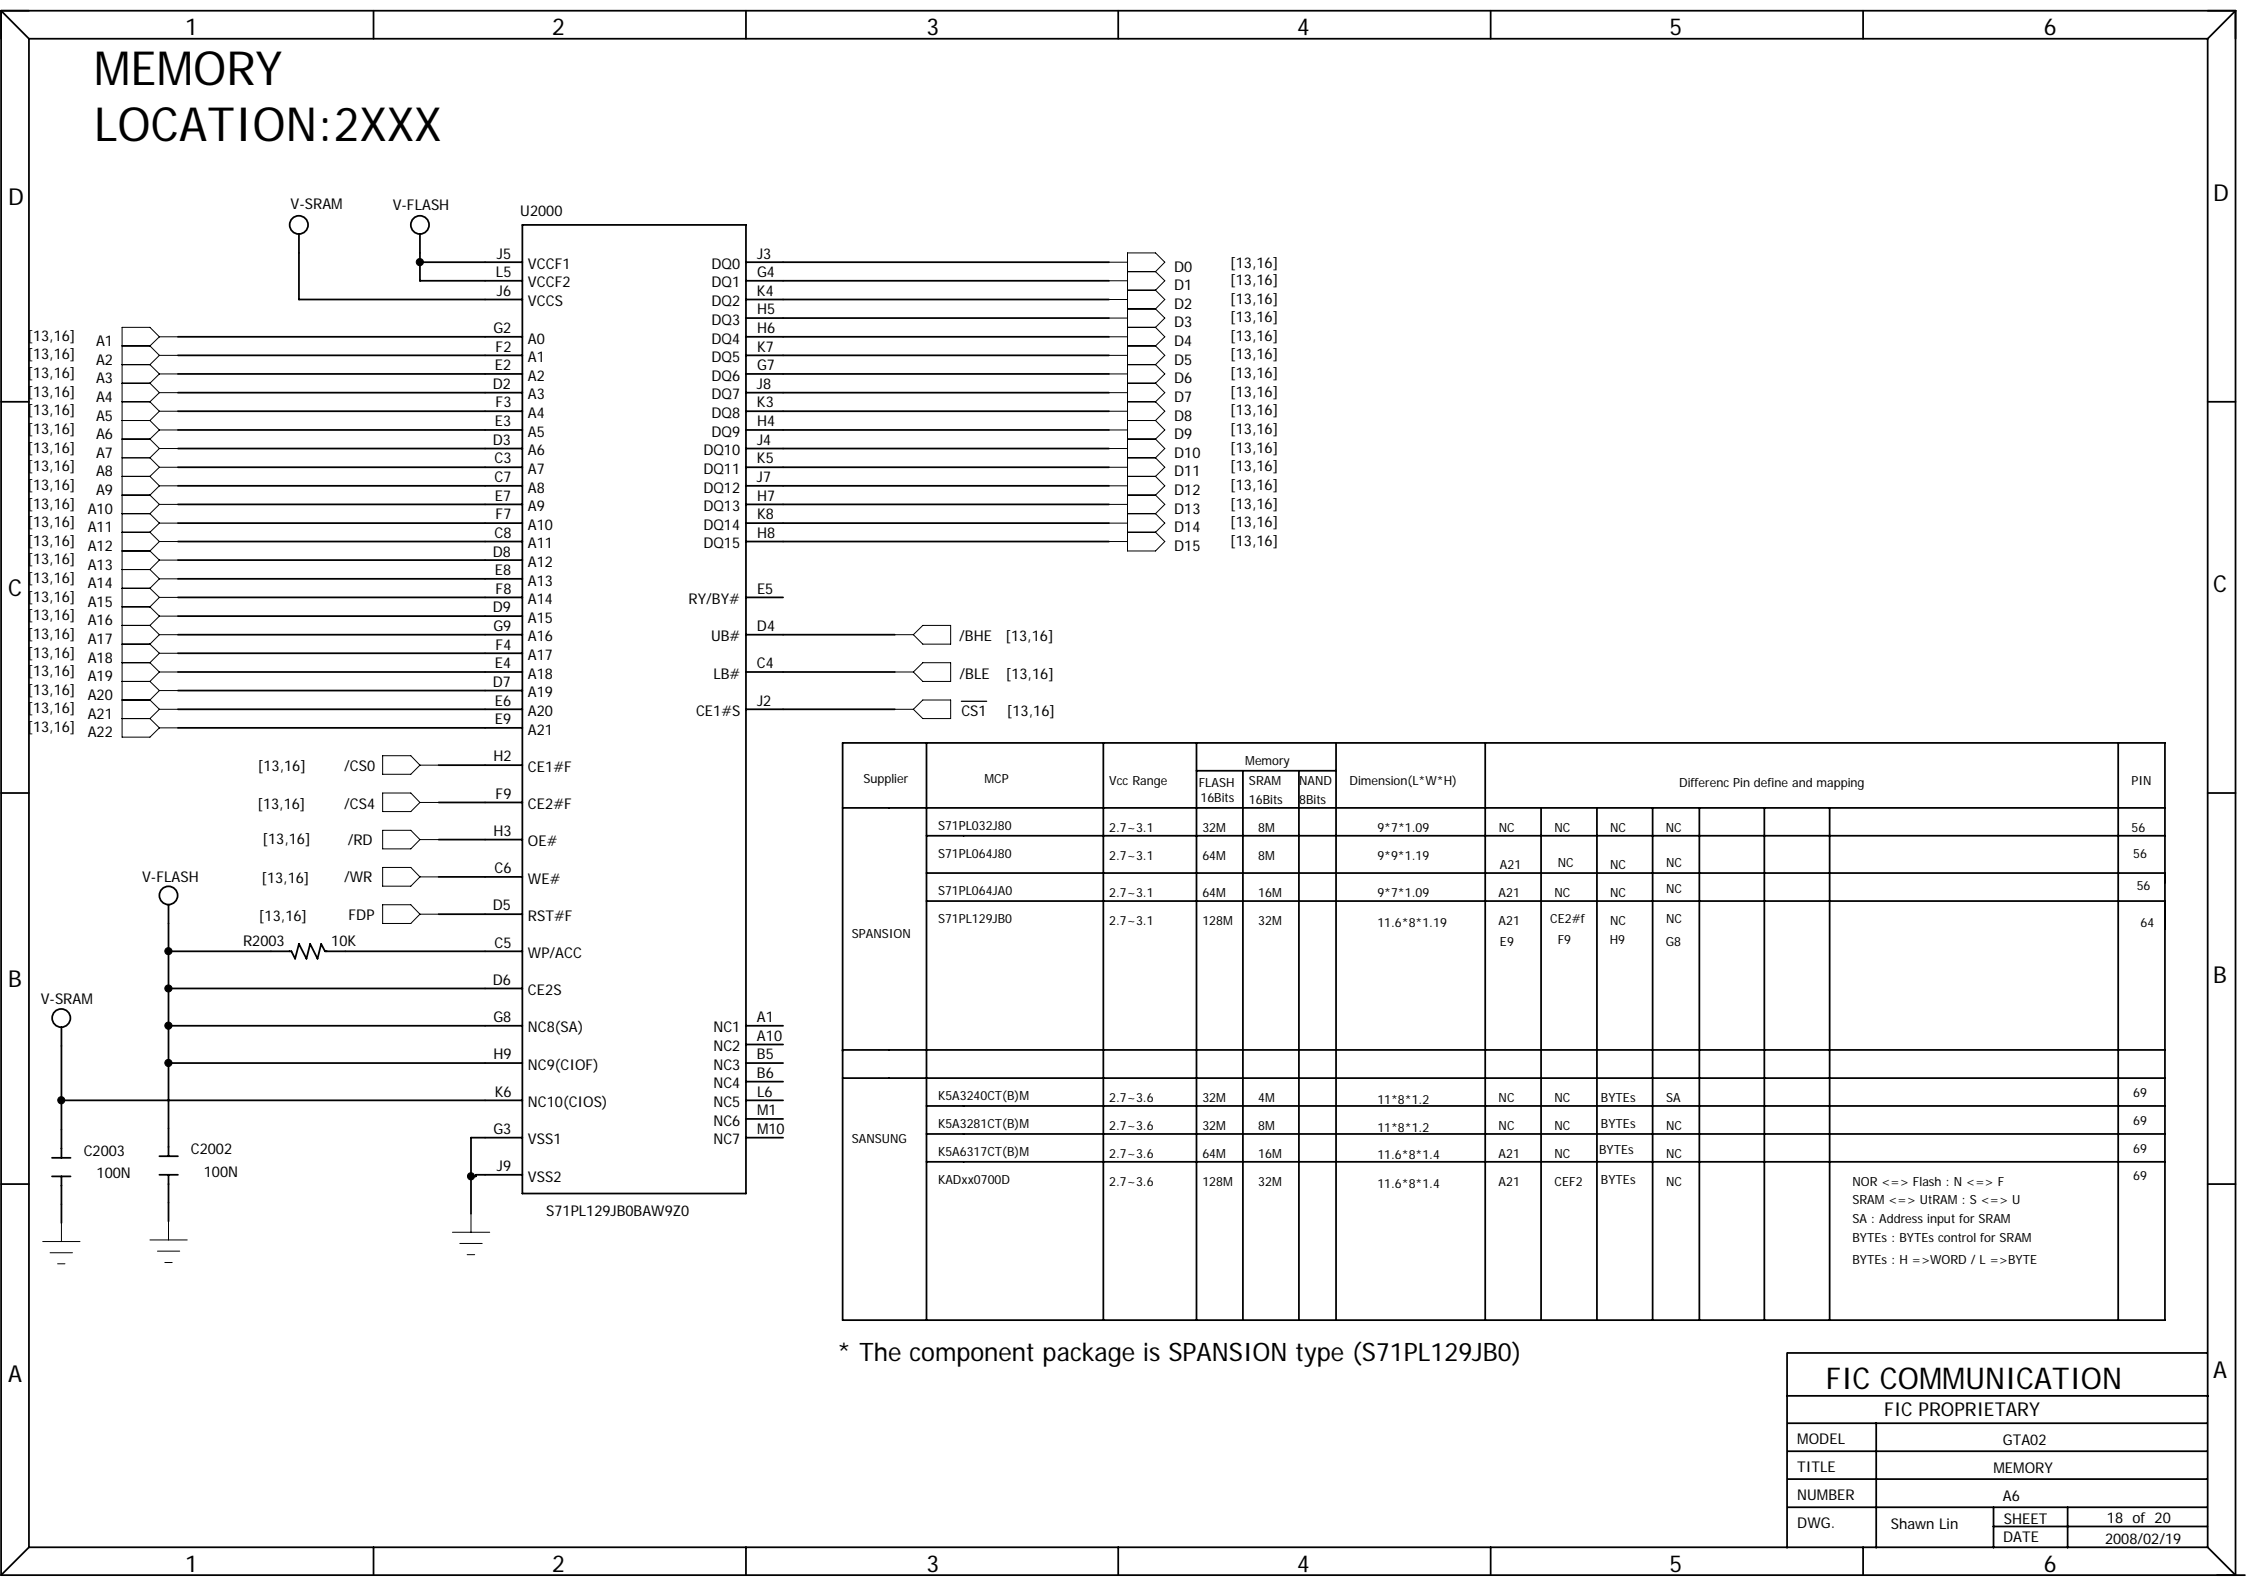 1 2 3 4 5 6
MEMORY
LOCATION:2XXX
D
D
V-SRAM V-FLASH U2000
J5 VCCF1
L5 VCCF2
J6 VCCS
[13,16] A1 G2 A0
[13,16] A2 F2 A1
[13,16] A3 E2 A2
[13,16] A4 D2 A3
[13,16] A5 F3 A4
[13,16] A6 E3 A5
[13,16] A7 D3 A6
[13,16] A8 C3 A7
[13,16] A9 C7 A8
[13,16] A10 E7 A9
[13,16] A11 F7 A10
[13,16] A12 C8 A11
[13,16] A13 D8 A12
[13,16] A14 E8 A13
[13,16] A15 F8 A14
[13,16] A16 D9 A15
[13,16] A17 G9 A16
[13,16] A18 F4 A17
[13,16] A19 E4 A18
[13,16] A20 D7 A19
[13,16] A21 E6 A20
[13,16] A22 E9 A21
[13,16] /CS0 H2 CE1#F
[13,16] /CS4 F9 CE2#F
[13,16] /RD H3 OE#
[13,16] /WR C6 WE#
[13,16] FDP D5 RST#F
V-FLASH
R2003 10K C5 WP/ACC
D6 CE2S
V-SRAM
G8 NC8(SA)
H9 NC9(CIOF)
K6 NC10(CIOS)
G3 VSS1
J9 VSS2
C2003
100N
C2002
100N
DQ0 J3 D0 [13,16]
DQ1 G4 D1 [13,16]
DQ2 K4 D2 [13,16]
DQ3 H5 D3 [13,16]
DQ4 H6 D4 [13,16]
DQ5 K7 D5 [13,16]
DQ6 G7 D6 [13,16]
DQ7 J8 D7 [13,16]
DQ8 K3 D8 [13,16]
DQ9 H4 D9 [13,16]
DQ10 J4 D10 [13,16]
DQ11 K5 D11 [13,16]
DQ12 J7 D12 [13,16]
DQ13 H7 D13 [13,16]
DQ14 K8 D14 [13,16]
DQ15 H8 D15 [13,16]
RY/BY# E5
UB# D4 /BHE [13,16]
LB# C4 /BLE [13,16]
CE1#S J2 CS1 [13,16]
NC1 A1
NC2 A10
NC3 B5
NC4 B6
NC5 L6
NC6 M1
NC7 M10
S71PL129JB0BAW9Z0
C
C
B
B
Supplier MCP Vcc Range Memory Dimension(L*W*H) Differenc Pin define and mapping PIN
FLASH 16Bits SRAM 16Bits NAND 8Bits
SPANSION
S71PL032J80 2.7~3.1 32M 8M 9*7*1.09 NC NC NC NC 56
S71PL064J80 2.7~3.1 64M 8M 9*9*1.19 A21 NC NC NC 56
S71PL064JA0 2.7~3.1 64M 16M 9*7*1.09 A21 NC NC NC 56
S71PL129JB0 2.7~3.1 128M 32M 11.6*8*1.19 A21 CE2#f NC NC 64
E9 F9 H9 G8
SANSUNG
K5A3240CT(B)M 2.7~3.6 32M 4M 11*8*1.2 NC NC BYTEs SA 69
K5A3281CT(B)M 2.7~3.6 32M 8M 11*8*1.2 NC NC BYTEs NC 69
K5A6317CT(B)M 2.7~3.6 64M 16M 11.6*8*1.4 A21 NC BYTEs NC 69
KADxx0700D 2.7~3.6 128M 32M 11.6*8*1.4 A21 CEF2 BYTEs NC 69
NOR <=> Flash : N <=> F
SRAM <=> UtRAM : S <=> U
SA : Address input for SRAM
BYTEs : BYTEs control for SRAM
BYTEs : H =>WORD / L =>BYTE
* The component package is SPANSION type (S71PL129JB0)
A
A
FIC COMMUNICATION
FIC PROPRIETARY
MODEL GTA02
TITLE MEMORY
NUMBER A6
DWG. Shawn Lin SHEET 18 of 20
DATE 2008/02/19
1 2 3 4 5 6